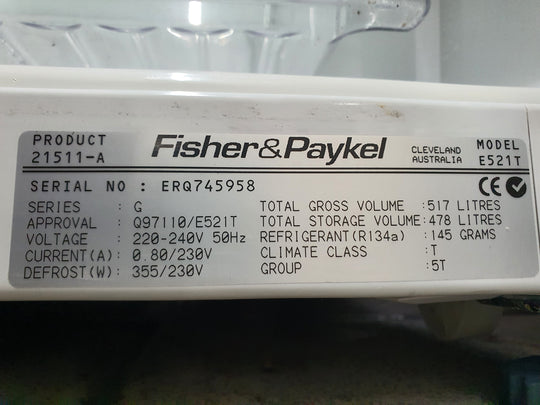 PRODUCT
21511-A
Fisher&Paykel
CLEVELAND
AUSTRALIA
MODEL
E521T
SERIAL NO : ERQ745958
CE
SERIES : G
APPROVAL : Q97110/E521T
VOLTAGE : 220-240V 50Hz
CURRENT(A): 0.80/230V
DEFROST(W): 355/230V
TOTAL GROSS VOLUME :517 LITRES
TOTAL STORAGE VOLUME :478 LITRES
REFRIGERANT(R134a) :145 GRAMS
CLIMATE CLASS :T
GROUP :5T